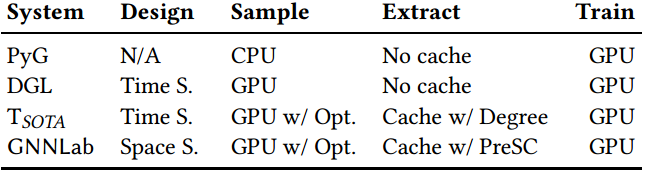 System Design Sample Extract Train
PyG N/A CPU No cache GPU
DGL Time S. GPU No cache GPU
T_SOTA Time S. GPU w/ Opt. Cache w/ Degree GPU
GNNLab Space S. GPU w/ Opt. Cache w/ PreSC GPU